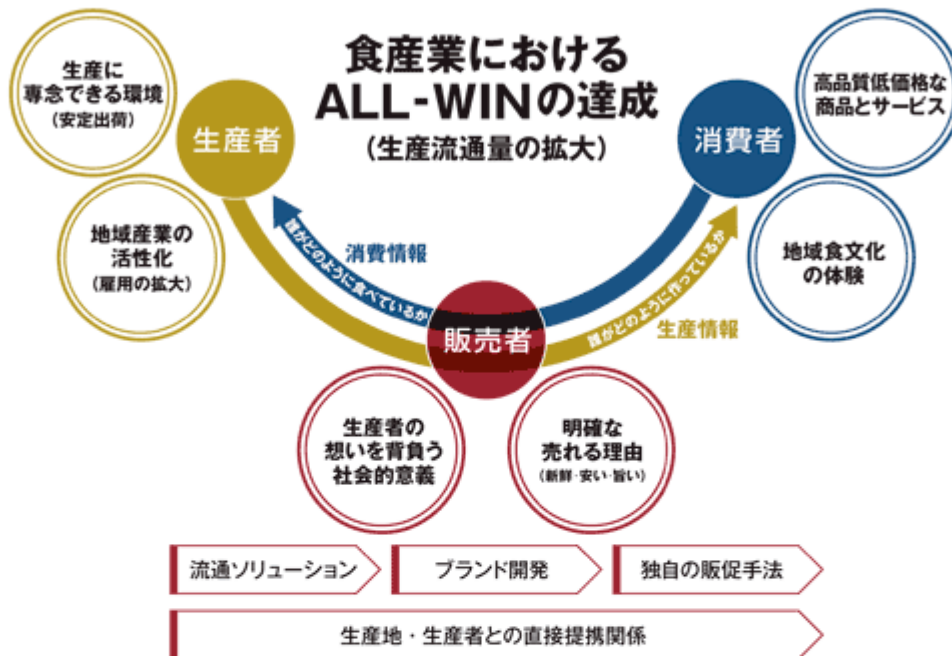 食産業における
ALL-WINの達成
(生産流通量の拡大)
生産に
専念できる環境
(安定出荷)
生産者
地域産業の
活性化
(雇用の拡大)
消費者
高品質低価格な
商品とサービス
地域食文化
の体験
消費情報
誰がどのように食べているか
誰がどのように作っているか
生産情報
販売者
生産者の
想いを背負う
社会的意義
明確な
売れる理由
(新鮮・安い・旨い)
流通ソリューション
ブランド開発
独自の販促手法
生産地・生産者との直接提携関係